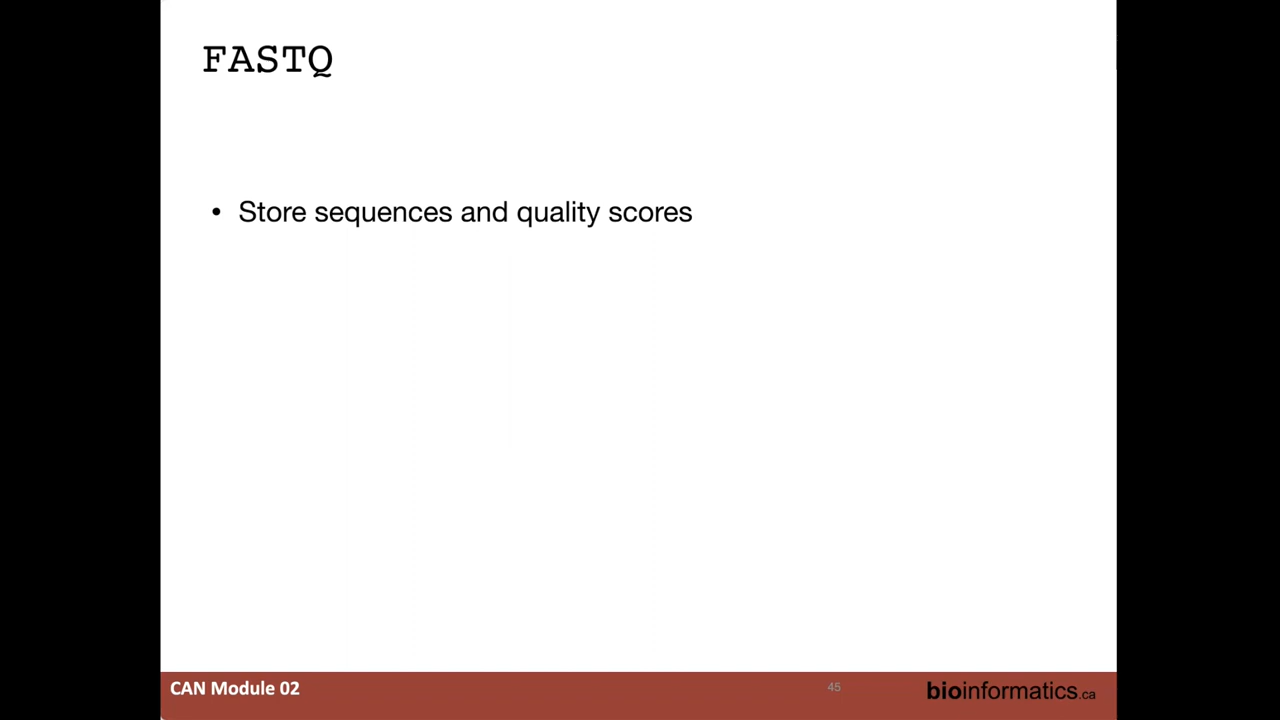 FASTQ
• Store sequences and quality scores
CAN Module 02
45
bioinformatics.ca